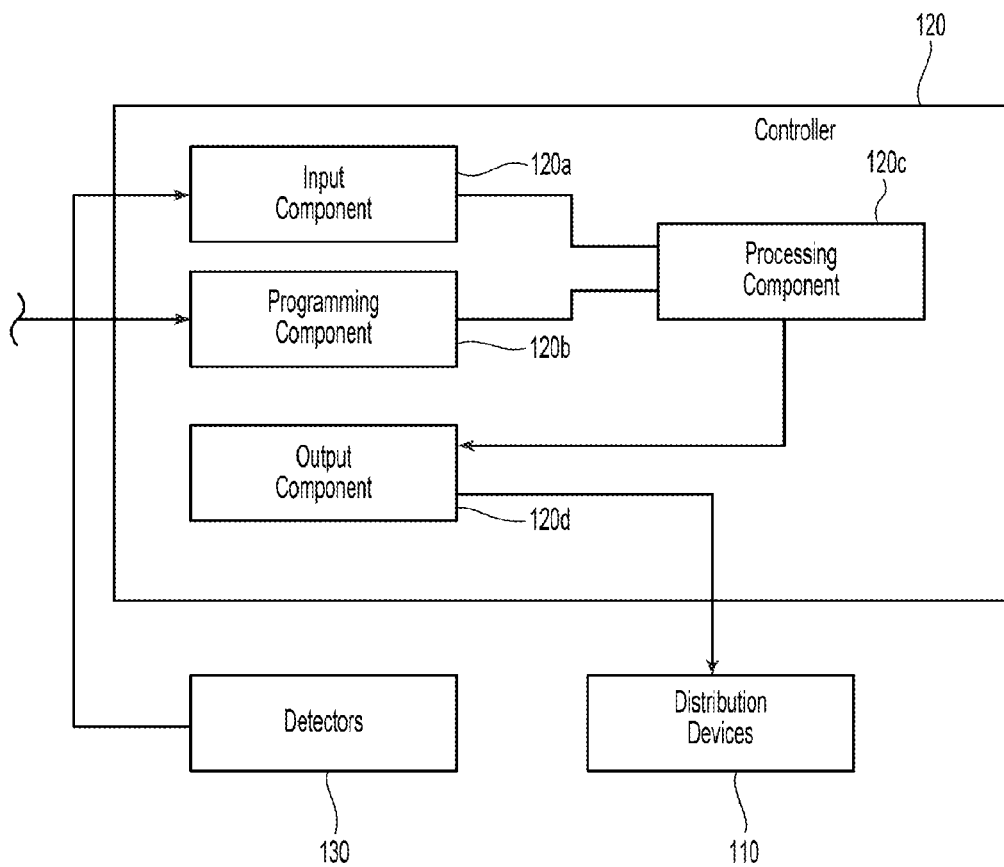 120
Controller
Input
Component
120a
120c
Processing
Component
Programming
Component
120b
Output
Component
120d
Detectors
Distribution
Devices
130
110